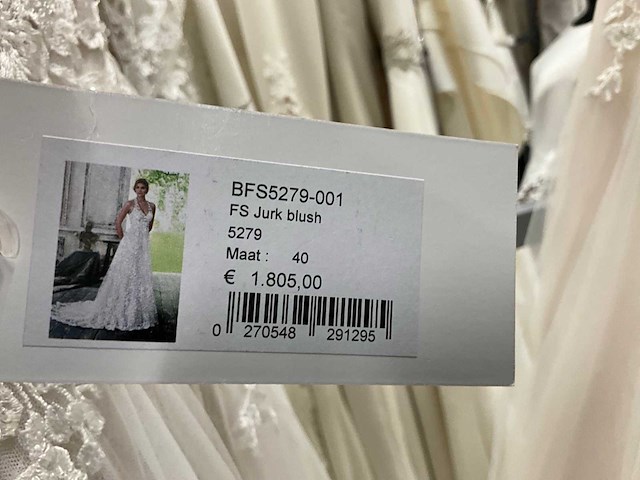 BFS5279-001
FS Jurk blush
5279
Maat : 40
€ 1.805,00
0 270548 291295